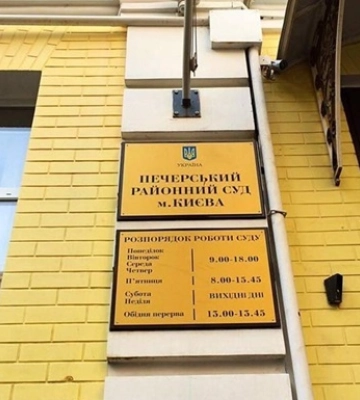 УКРАЇНА
ПЕЧЕРСЬКИЙ
РАЙОННИЙ СУД
м. КИЄВА
РОЗПОРЯДОК РОБОТИ СУДУ
Понеділок
Вівторок
Середа
Четвер
9.00-18.00
П'ятниця 8.00-15.45
Субота
Неділя
ВИХІДНІ ДНІ
Обідня перерва 13.00-13.45